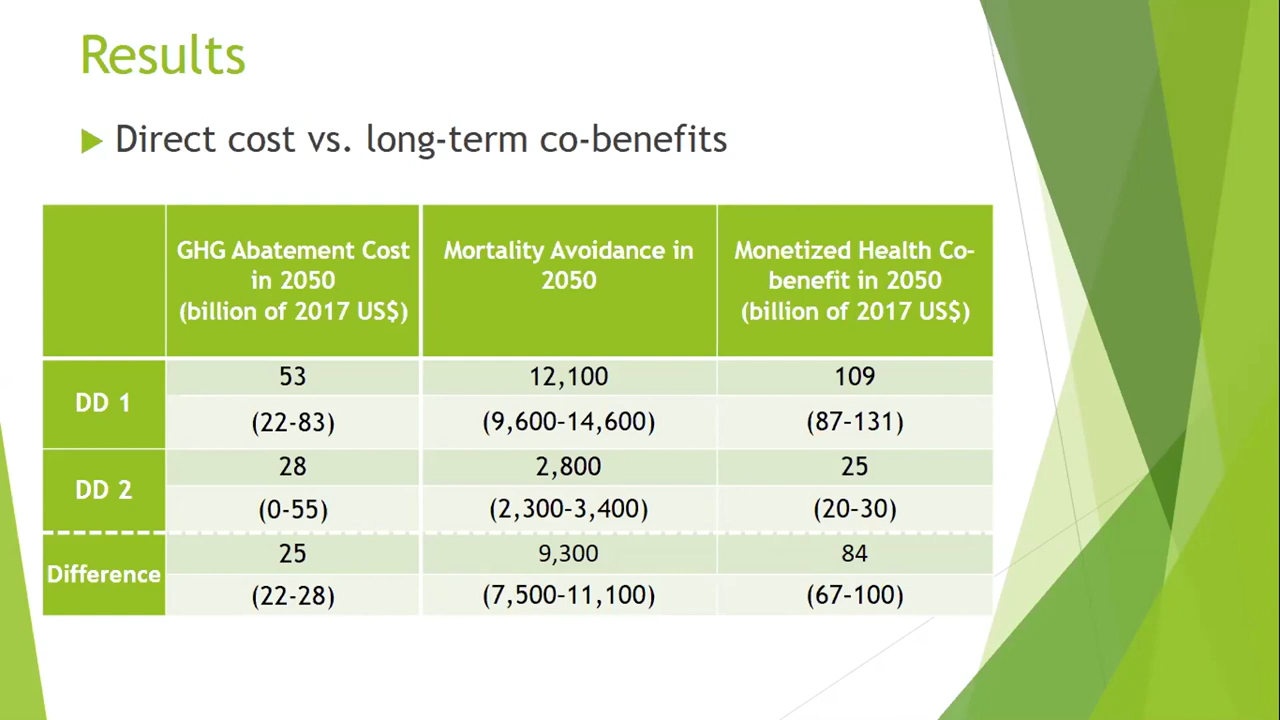 Results
Direct cost vs. long-term co-benefits
GHG Abatement Cost
in 2050
(billion of 2017 US$)
Mortality Avoidance in
2050
Monetized Health Co-
benefit in 2050
(billion of 2017 US$)
DD 1
53
12,100
109
(22-83)
(9,600–14,600)
(87–131)
DD 2
28
2,800
25
(0-55)
(2,300–3,400)
(20–30)
Difference
25
9,300
84
(22-28)
(7,500–11,100)
(67–100)